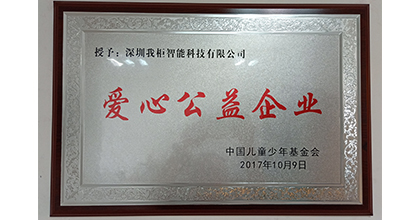 授予：深圳我柜智能科技有限公司
爱心公益企业
中国儿童少年基金会
2017年10月9日